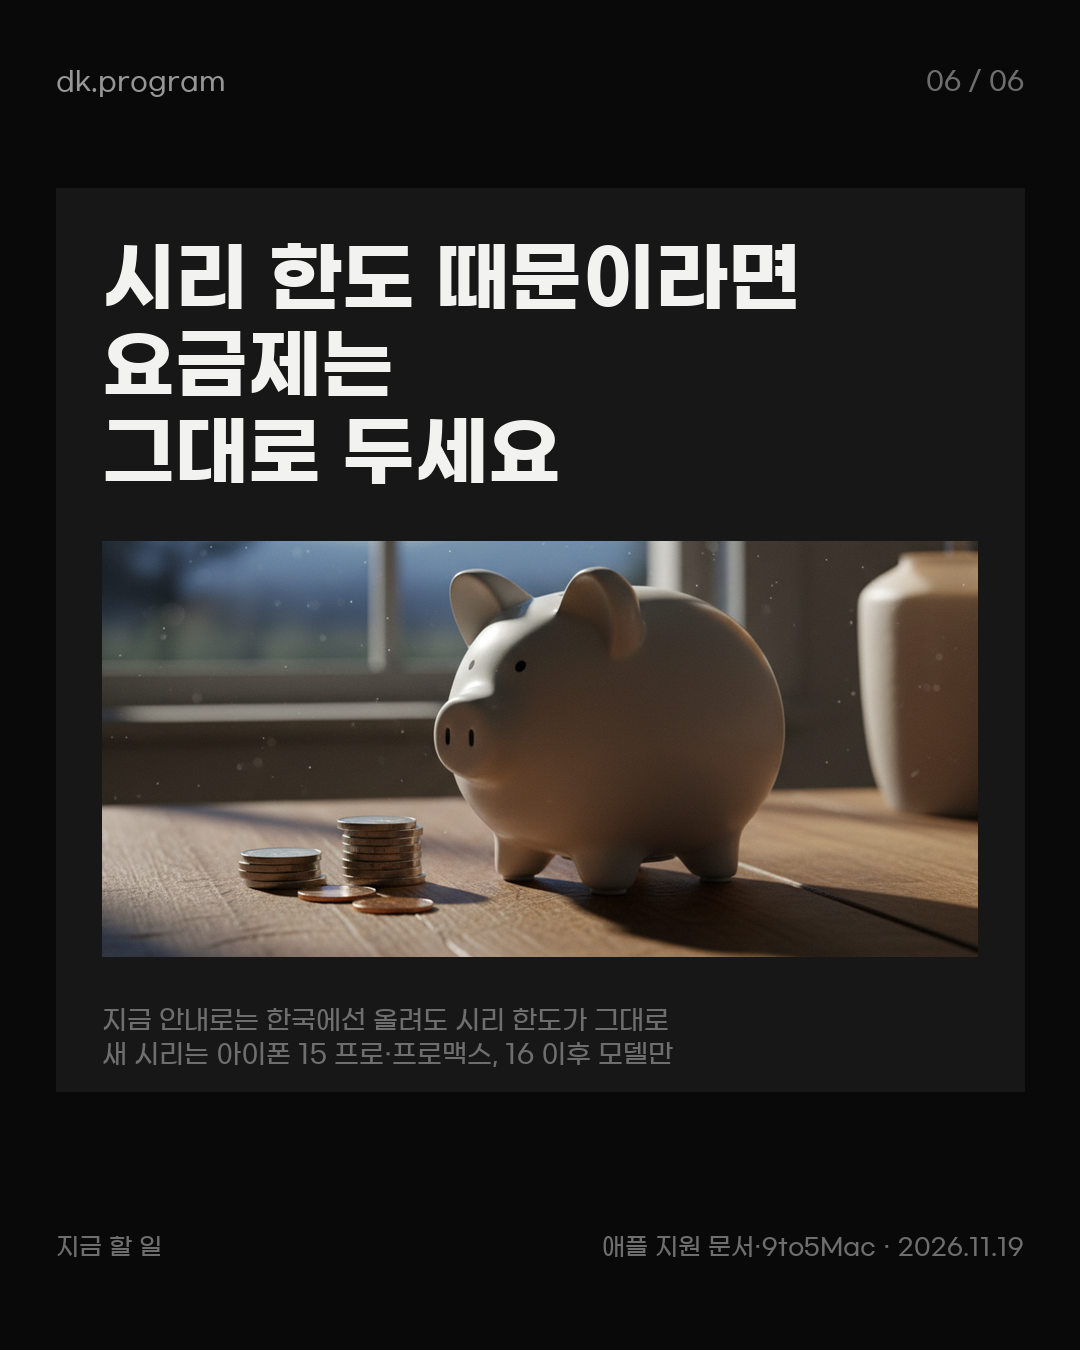 dk.program
06 / 06
시리 한도 때문이라면
요금제는
그대로 두세요
지금 안내로는 한국에선 올려도 시리 한도가 그대로
새 시리는 아이폰 15 프로·프로맥스, 16 이후 모델만
지금 할 일
애플 지원 문서·9to5Mac · 2026.11.19